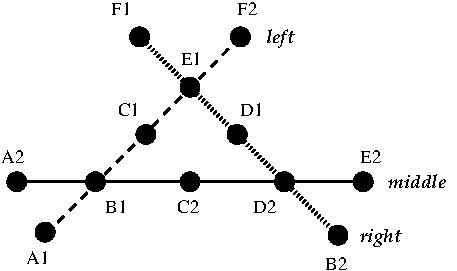 F1 F2
left
E1
C1 D1
A2 E2
middle
B1 C2 D2
right
A1 B2